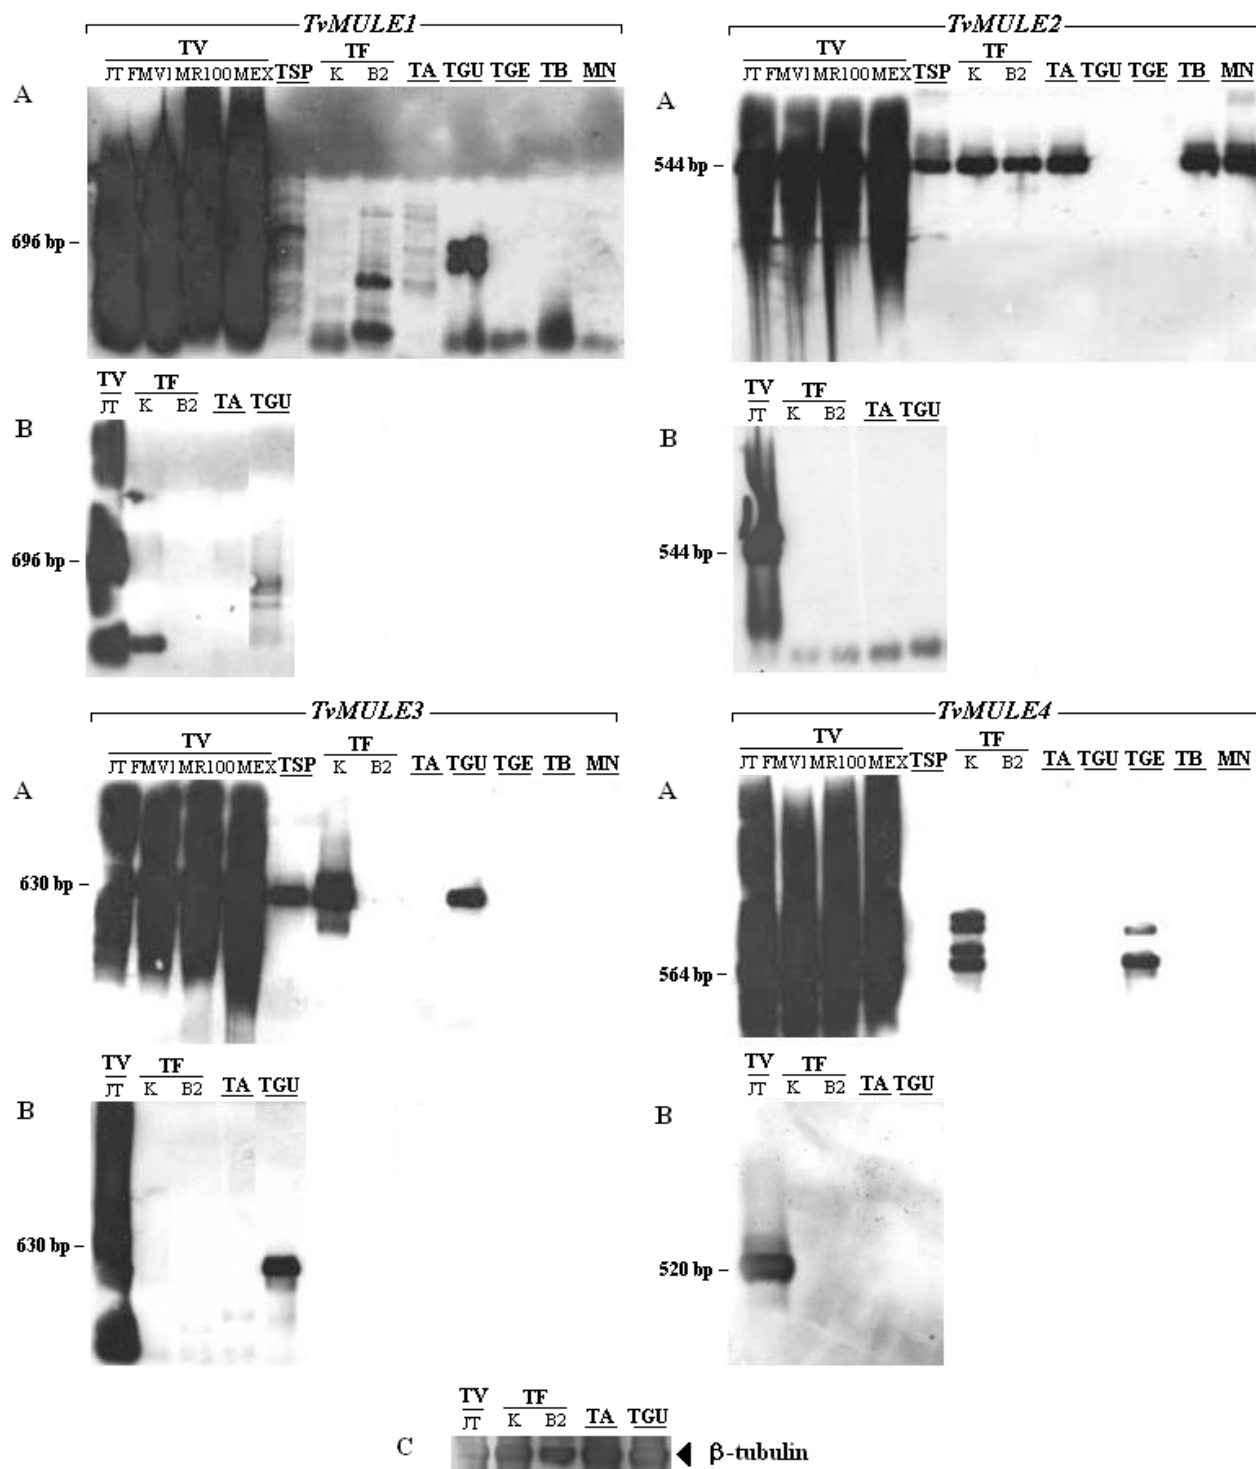 TvMULE1
TV TF
JT FMV1 MR100 MEX TSP K B2 TA TGU TGE TB MN
A
696 bp
TV TF
JT K B2 TA TGU
B
696 bp
TvMULE2
TV TF
JT FMV1 MR100 MEX TSP K B2 TA TGU TGE TB MN
A
544 bp
TV TF
JT K B2 TA TGU
B
544 bp
TvMULE3
TV TF
JT FMV1 MR100 MEX TSP K B2 TA TGU TGE TB MN
A
630 bp
TV TF
JT K B2 TA TGU
B
630 bp
TvMULE4
TV TF
JT FMV1 MR100 MEX TSP K B2 TA TGU TGE TB MN
A
564 bp
TV TF
JT K B2 TA TGU
B
520 bp
TV TF
JT K B2 TA TGU
C β-tubulin